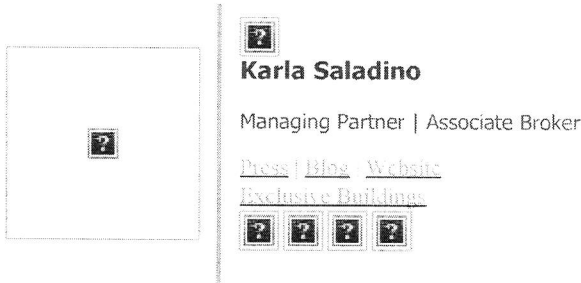 Karla Saladino
Managing Partner | Associate Broker
Press | Blog | Website
Exclusive Buildings